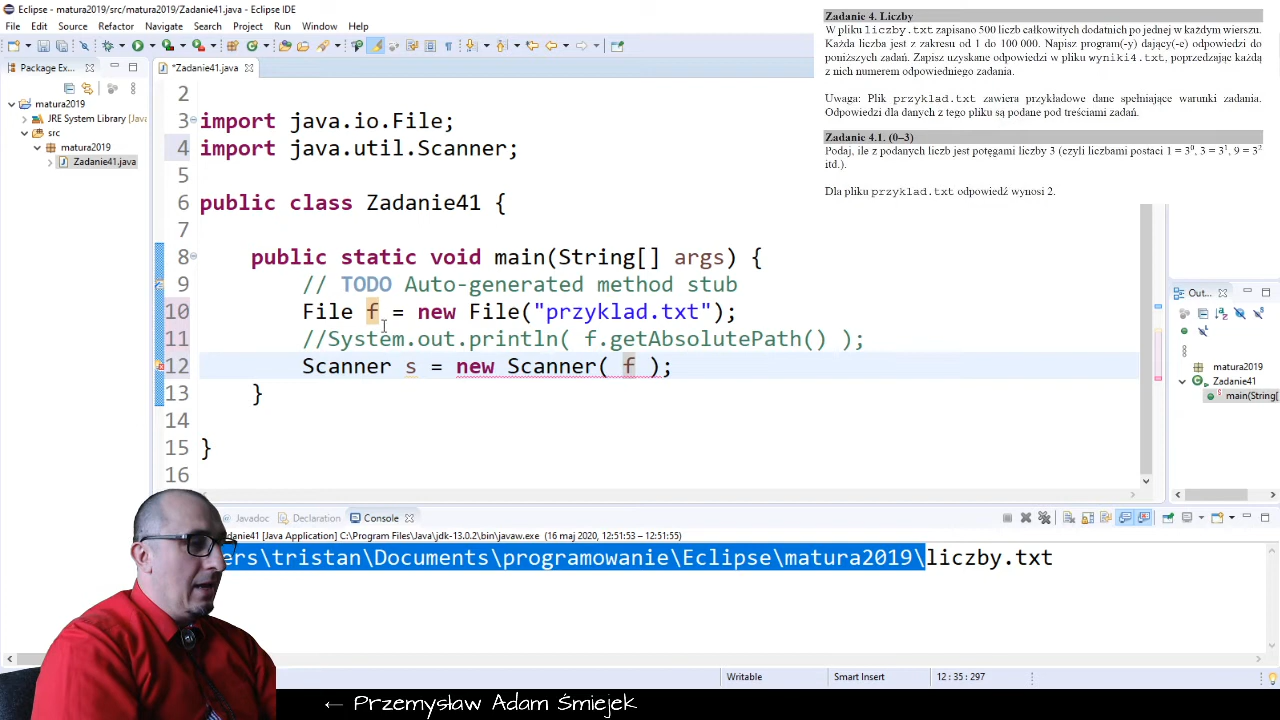 Eclipse - matura2019/src/matura2019/Zadanie41.java - Eclipse IDE
File Edit Source Refactor Navigate Search Project Run Window Help
Package Ex...
*Zadanie41.java
matura2019
JRE System Library (Java
src
matura2019
Zadanie41.java
2
3 import java.io.File;
4 import java.util.Scanner;
5
6 public class Zadanie41 {
7
8 public static void main(String[] args) {
9 // TODO Auto-generated method stub
10 File f = new File("przyklad.txt");
11 //System.out.println( f.getAbsolutePath() );
12 Scanner s = new Scanner( f );
13 }
14
15 }
16
Zadanie 4. Liczby
W pliku liczby.txt zapisano 500 liczb całkowitych dodatnich po jednej w każdym wierszu.
Każda liczba jest z zakresu od 1 do 100 000. Napisz program(-y) dający(-e) odpowiedzi do
poniższych zadań. Zapisz uzyskane odpowiedzi w pliku wyniki4.txt, poprzedzając każdą
z nich numerem odpowiedniego zadania.
Uwaga: Plik przyklad.txt zawiera przykładowe dane spełniające warunki zadania.
Odpowiedzi dla danych z tego pliku są podane pod treściami zadań.
Zadanie 4.1. (0–3)
Podaj, ile z podanych liczb jest potęgami liczby 3 (czyli liczbami postaci 1 = 3⁰, 3 = 3¹, 9 = 3²
itd.).
Dla pliku przyklad.txt odpowiedź wynosi 2.
Out...
matura2019
Zadanie41
main(String[
Javadoc Declaration Console
danie41 [Java Application] C:\Program Files\Java\jdk-13.0.2\bin\javaw.exe (16 maj 2020, 12:51:53 – 12:51:55)
ers\tristan\Documents\programowanie\Eclipse\matura2019\liczby.txt
Writable Smart Insert 12 : 35 : 297
← Przemysław Adam Śmiejek